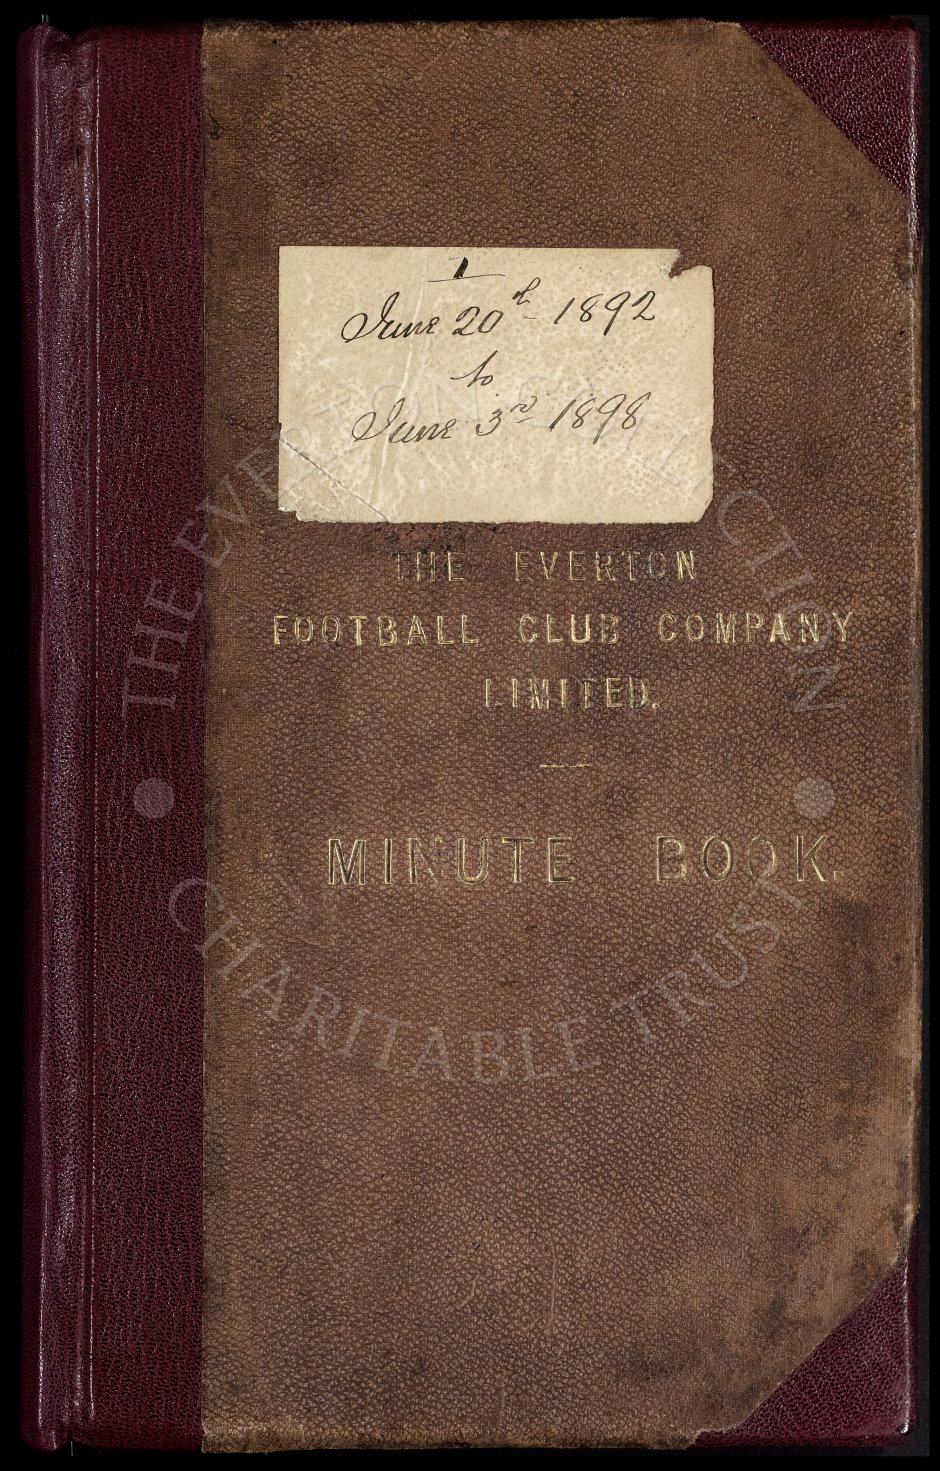 1
June 20th 1892
to
June 3rd 1898
THE EVERTON
FOOTBALL CLUB COMPANY
LIMITED.
MINUTE BOOK.
THE EVERTON COLLECTION
CHARITABLE TRUST